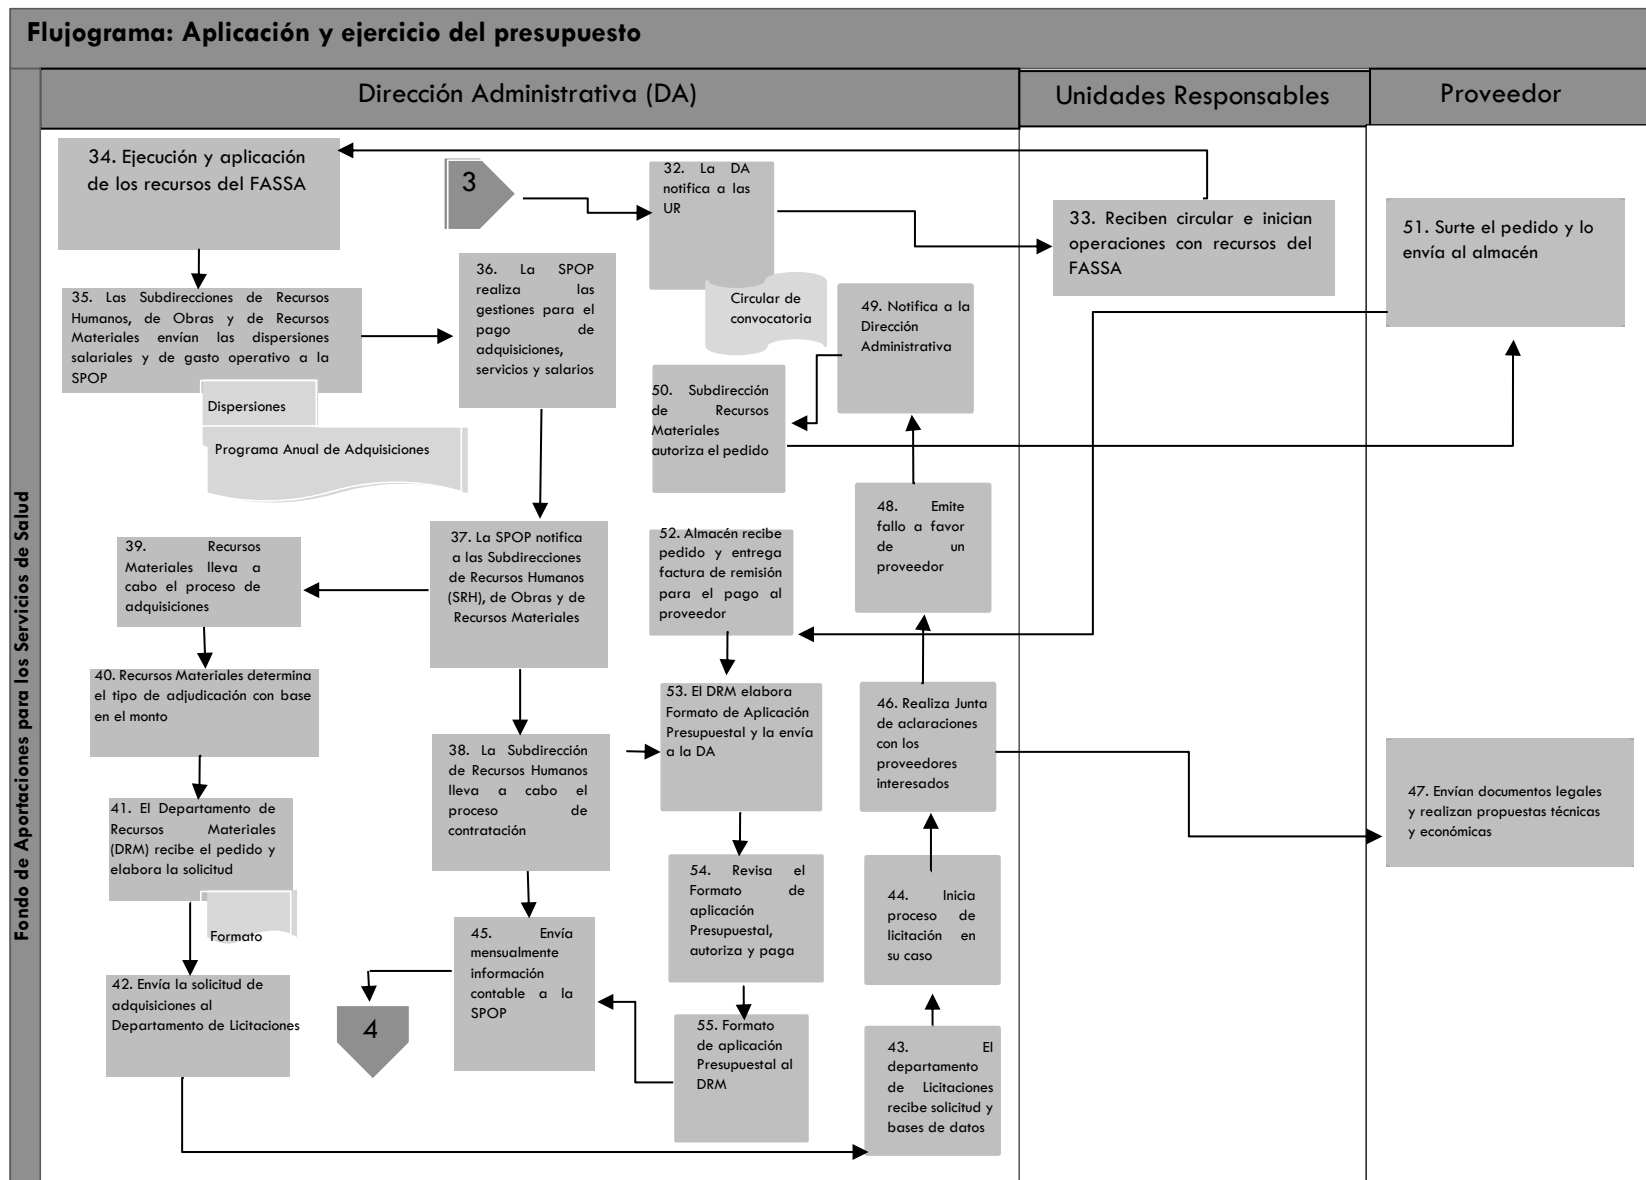 Flujograma: Aplicación y ejercicio del presupuesto
Dirección Administrativa (DA)
Unidades Responsables
Proveedor
Fondo de Aportaciones para los Servicios de Salud
34. Ejecución y aplicación
de los recursos del FASSA
3
32. La DA
notifica a las
UR
Circular de
convocatoria
33. Reciben circular e inician
operaciones con recursos del
FASSA
35. Las Subdirecciones de Recursos
Humanos, de Obras y de Recursos
Materiales envían las dispersiones
salariales y de gasto operativo a la
SPOP
Dispersiones
Programa Anual de Adquisiciones
36. La SPOP
realiza las
gestiones para el
pago de
adquisiciones,
servicios y salarios
37. La SPOP notifica
a las Subdirecciones
de Recursos Humanos
(SRH), de Obras y de
Recursos Materiales
38. La Subdirección
de Recursos Humanos
lleva a cabo el
proceso de
contratación
39. Recursos
Materiales lleva a
cabo el proceso de
adquisiciones
40. Recursos Materiales determina
el tipo de adjudicación con base
en el monto
41. El Departamento de
Recursos Materiales
(DRM) recibe el pedido y
elabora la solicitud
Formato
42. Envía la solicitud de
adquisiciones al
Departamento de Licitaciones
43. El
departamento
de Licitaciones
recibe solicitud y
bases de datos
44. Inicia
proceso de
licitación en
su caso
45. Envía
mensualmente
información
contable a la
SPOP
4
46. Realiza Junta
de aclaraciones
con los
proveedores
interesados
47. Envían documentos legales
y realizan propuestas técnicas
y económicas
48. Emite
fallo a favor
de un
proveedor
49. Notifica a la
Dirección
Administrativa
50. Subdirección
de Recursos
Materiales
autoriza el pedido
51. Surte el pedido y lo
envía al almacén
52. Almacén recibe
pedido y entrega
factura de remisión
para el pago al
proveedor
53. El DRM elabora
Formato de Aplicación
Presupuestal y la envía
a la DA
54. Revisa el
Formato de
aplicación
Presupuestal,
autoriza y paga
55. Formato
de aplicación
Presupuestal al
DRM